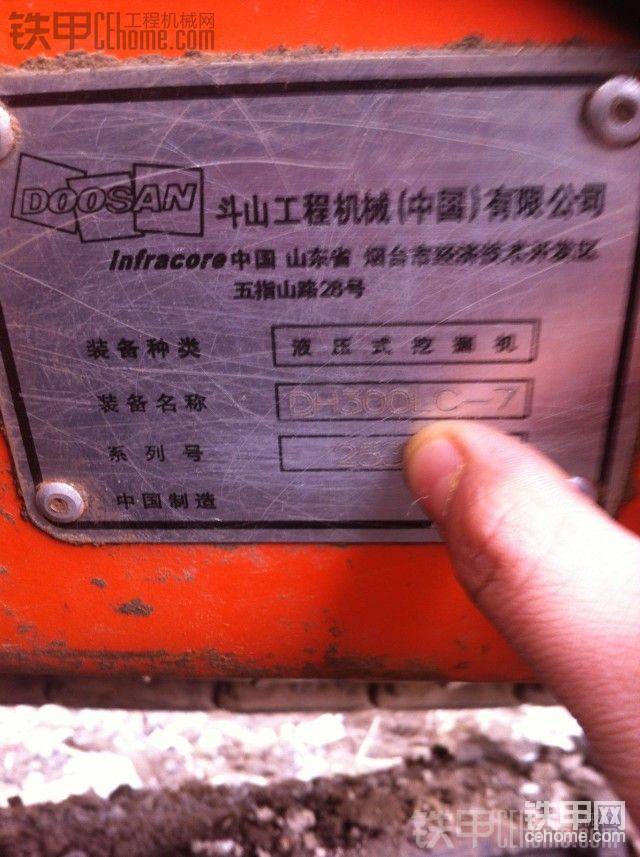 铁甲 工程机械网
CEhome.com
DOOSAN 斗山工程机械(中国)有限公司
Infracore 中国 山东省 烟台市经济技术开发区
五指山路28号
装备种类 液压式挖掘机
装备名称 DH300LC-7
系列号
中国制造
铁甲网
cehome.com